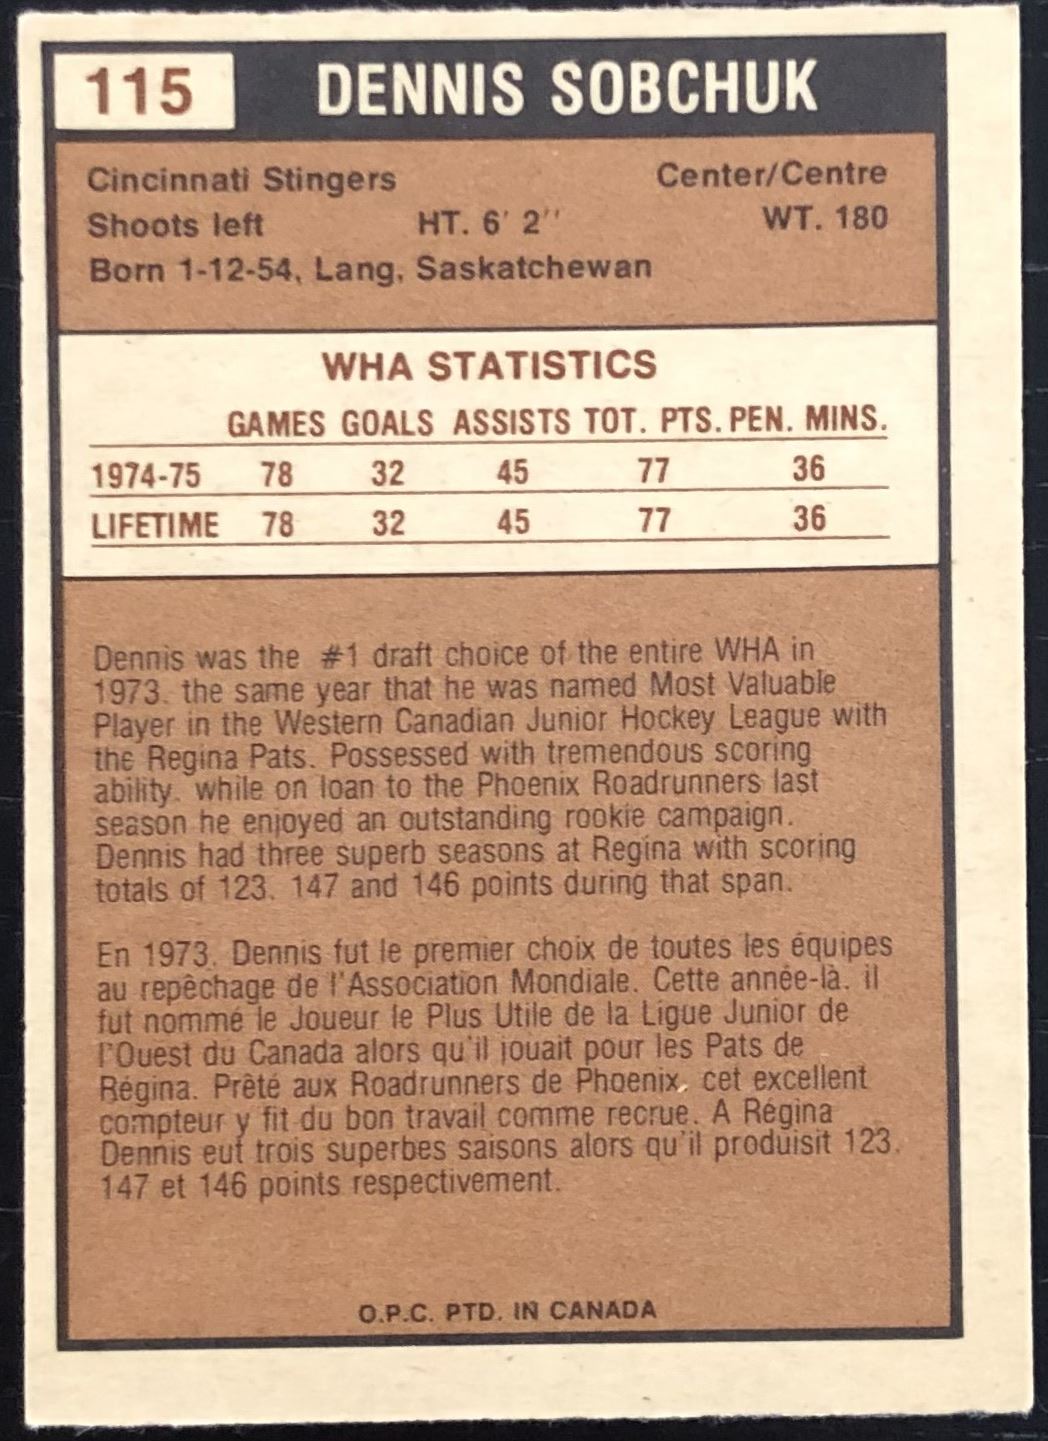 115 DENNIS SOBCHUK
Cincinnati Stingers Center/Centre
Shoots left HT. 6' 2'' WT. 180
Born 1-12-54, Lang, Saskatchewan
WHA STATISTICS
GAMES GOALS ASSISTS TOT. PTS. PEN. MINS.
1974-75 78 32 45 77 36
LIFETIME 78 32 45 77 36
Dennis was the #1 draft choice of the entire WHA in
1973, the same year that he was named Most Valuable
Player in the Western Canadian Junior Hockey League with
the Regina Pats. Possessed with tremendous scoring
ability, while on loan to the Phoenix Roadrunners last
season he enjoyed an outstanding rookie campaign.
Dennis had three superb seasons at Regina with scoring
totals of 123, 147 and 146 points during that span.
En 1973, Dennis fut le premier choix de toutes les équipes
au repêchage de l'Association Mondiale. Cette année-là, il
fut nommé le Joueur le Plus Utile de la Ligue Junior de
l'Ouest du Canada alors qu'il jouait pour les Pats de
Régina. Prêté aux Roadrunners de Phoenix, cet excellent
compteur y fit du bon travail comme recrue. A Régina
Dennis eut trois superbes saisons alors qu'il produisit 123,
147 et 146 points respectivement.
O.P.C. PTD. IN CANADA